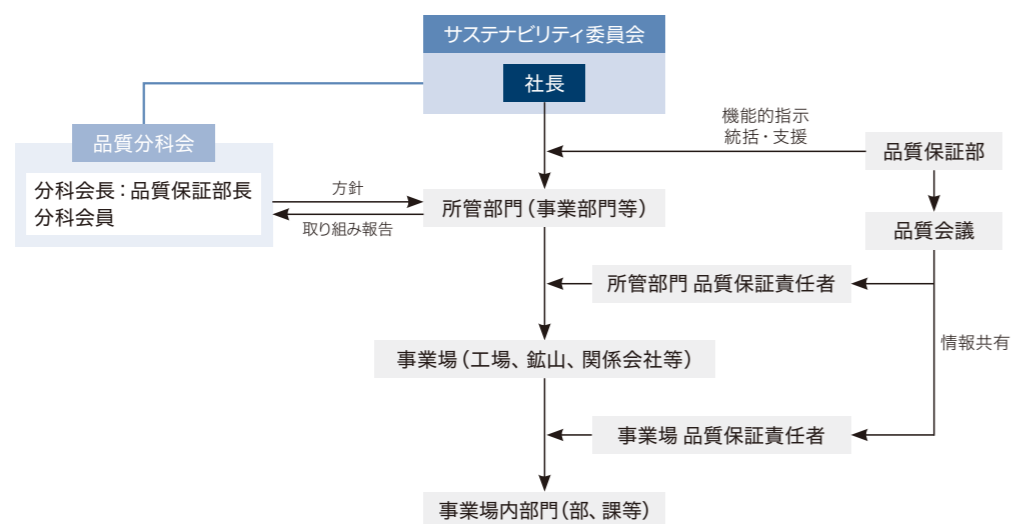 サステナビリティ委員会
社長
品質分科会
分科会長：品質保証部長
分科会員
方針
取り組み報告
機能的指示
統括・支援
品質保証部
所管部門（事業部門等）
品質会議
所管部門 品質保証責任者
情報共有
事業場（工場、鉱山、関係会社等）
事業場 品質保証責任者
事業場内部門（部、課等）